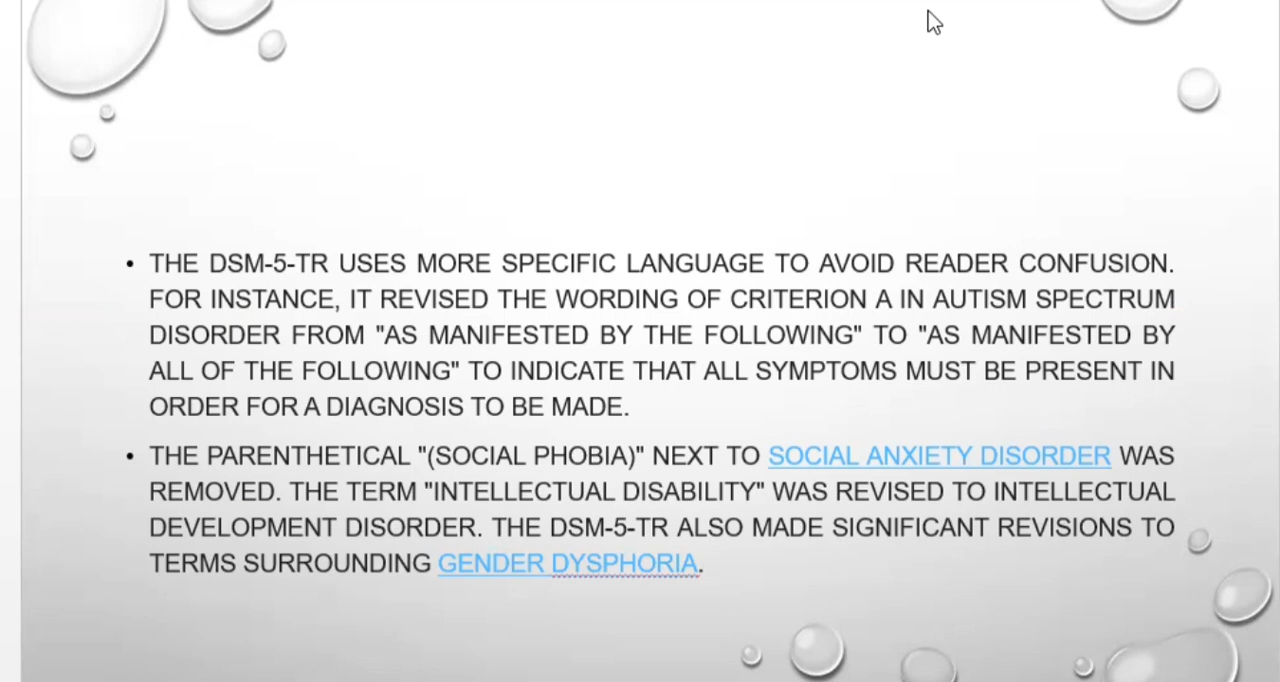 • THE DSM-5-TR USES MORE SPECIFIC LANGUAGE TO AVOID READER CONFUSION.
FOR INSTANCE, IT REVISED THE WORDING OF CRITERION A IN AUTISM SPECTRUM
DISORDER FROM "AS MANIFESTED BY THE FOLLOWING" TO "AS MANIFESTED BY
ALL OF THE FOLLOWING" TO INDICATE THAT ALL SYMPTOMS MUST BE PRESENT IN
ORDER FOR A DIAGNOSIS TO BE MADE.
• THE PARENTHETICAL "(SOCIAL PHOBIA)" NEXT TO SOCIAL ANXIETY DISORDER WAS
REMOVED. THE TERM "INTELLECTUAL DISABILITY" WAS REVISED TO INTELLECTUAL
DEVELOPMENT DISORDER. THE DSM-5-TR ALSO MADE SIGNIFICANT REVISIONS TO
TERMS SURROUNDING GENDER DYSPHORIA.